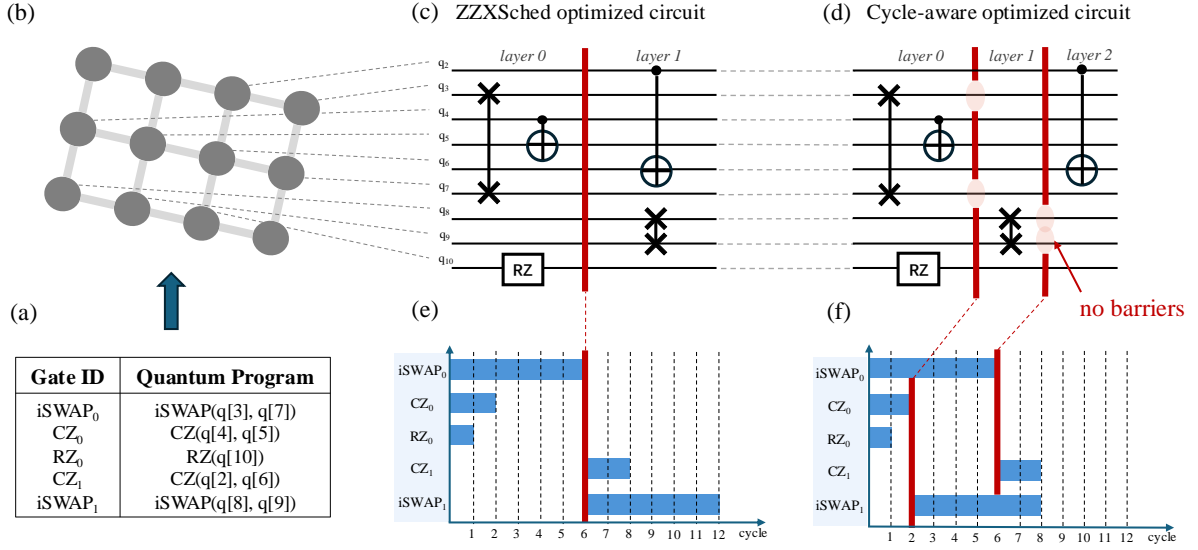 (b)
(c) ZZXSched optimized circuit
(d) Cycle-aware optimized circuit
layer 0 layer 1
layer 0 layer 1 layer 2
q2
q3
q4
q5
q6
q7
q8
q9
q10
RZ
RZ
no barriers
(a)
Gate ID Quantum Program
iSWAP0 iSWAP(q[3], q[7])
CZ0 CZ(q[4], q[5])
RZ0 RZ(q[10])
CZ1 CZ(q[2], q[6])
iSWAP1 iSWAP(q[8], q[9])
(e)
iSWAP0
CZ0
RZ0
CZ1
iSWAP1
1 2 3 4 5 6 7 8 9 10 11 12 cycle
(f)
iSWAP0
CZ0
RZ0
CZ1
iSWAP1
1 2 3 4 5 6 7 8 9 10 11 12 cycle